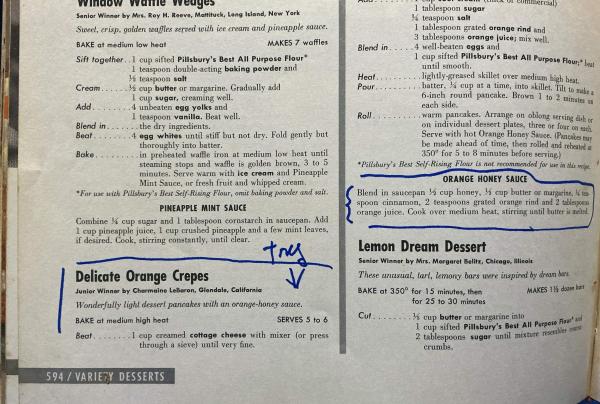 Window Waffle Wedges
Senior Winner by Mrs. Roy H. Reeve, Mattituck, Long Island, New York
Sweet, crisp, golden waffles served with ice cream and pineapple sauce.
BAKE at medium low heat MAKES 7 waffles
Sift together . 1 cup sifted Pillsbury's Best All Purpose Flour*
1 teaspoon double-acting baking powder and
½ teaspoon salt
Cream . . . . . . ½ cup butter or margarine. Gradually add
1 cup sugar, creaming well.
Add . . . . . . . . 4 unbeaten egg yolks and
1 teaspoon vanilla. Beat well.
Blend in . . . . . the dry ingredients.
Beat . . . . . . . . 4 egg whites until stiff but not dry. Fold gently but
thoroughly into batter.
Bake . . . . . . . . in preheated waffle iron at medium low heat until
steaming stops and waffle is golden brown, 3 to 5
minutes. Serve warm with ice cream and Pineapple
Mint Sauce, or fresh fruit and whipped cream.
*For use with Pillsbury's Best Self-Rising Flour, omit baking powder and salt.
PINEAPPLE MINT SAUCE
Combine ¼ cup sugar and 1 tablespoon cornstarch in saucepan. Add
1 cup pineapple juice, 1 cup crushed pineapple and a few mint leaves,
if desired. Cook, stirring constantly, until clear.
try
Delicate Orange Crepes
Junior Winner by Charmaine LeBaron, Glendale, California
Wonderfully light dessert pancakes with an orange-honey sauce.
BAKE at medium high heat SERVES 5 to 6
Beat . . . . . . . . 1 cup creamed cottage cheese with mixer (or press
through a sieve) until very fine.
594 / VARIETY DESSERTS
1 tablespoon sugar
¼ teaspoon salt
1 tablespoon grated orange rind and
3 tablespoons orange juice; mix well.
Blend in . . . . . 4 well-beaten eggs and
1 cup sifted Pillsbury's Best All Purpose Flour;* beat
until smooth.
Heat . . . . . . . . lightly-greased skillet over medium high heat.
Pour . . . . . . . . batter, ¼ cup at a time, into skillet. Tilt to make a
6-inch round pancake. Brown 1 to 2 minutes on
each side.
Roll . . . . . . . . warm pancakes. Arrange on oblong serving dish or
on individual dessert plates, three or four on each.
Serve with hot Orange Honey Sauce. (Pancakes may
be made ahead of time, then rolled and reheated at
350° for 5 to 8 minutes before serving.)
*Pillsbury's Best Self-Rising Flour is not recommended for use in this recipe.
ORANGE HONEY SAUCE
Blend in saucepan ½ cup honey, ⅓ cup butter or margarine, ¼ tea-
spoon cinnamon, 2 teaspoons grated orange rind and 2 tablespoons
orange juice. Cook over medium heat, stirring until butter is melted.
Lemon Dream Dessert
Senior Winner by Mrs. Margaret Belitz, Chicago, Illinois
These unusual, tart, lemony bars were inspired by dream bars.
BAKE at 350° for 15 minutes, then MAKES 1½ dozen bars
for 25 to 30 minutes
Cut . . . . . . . . ⅓ cup butter or margarine into
1 cup sifted Pillsbury's Best All Purpose Flour* and
2 tablespoons sugar until mixture resembles coarse
crumbs.